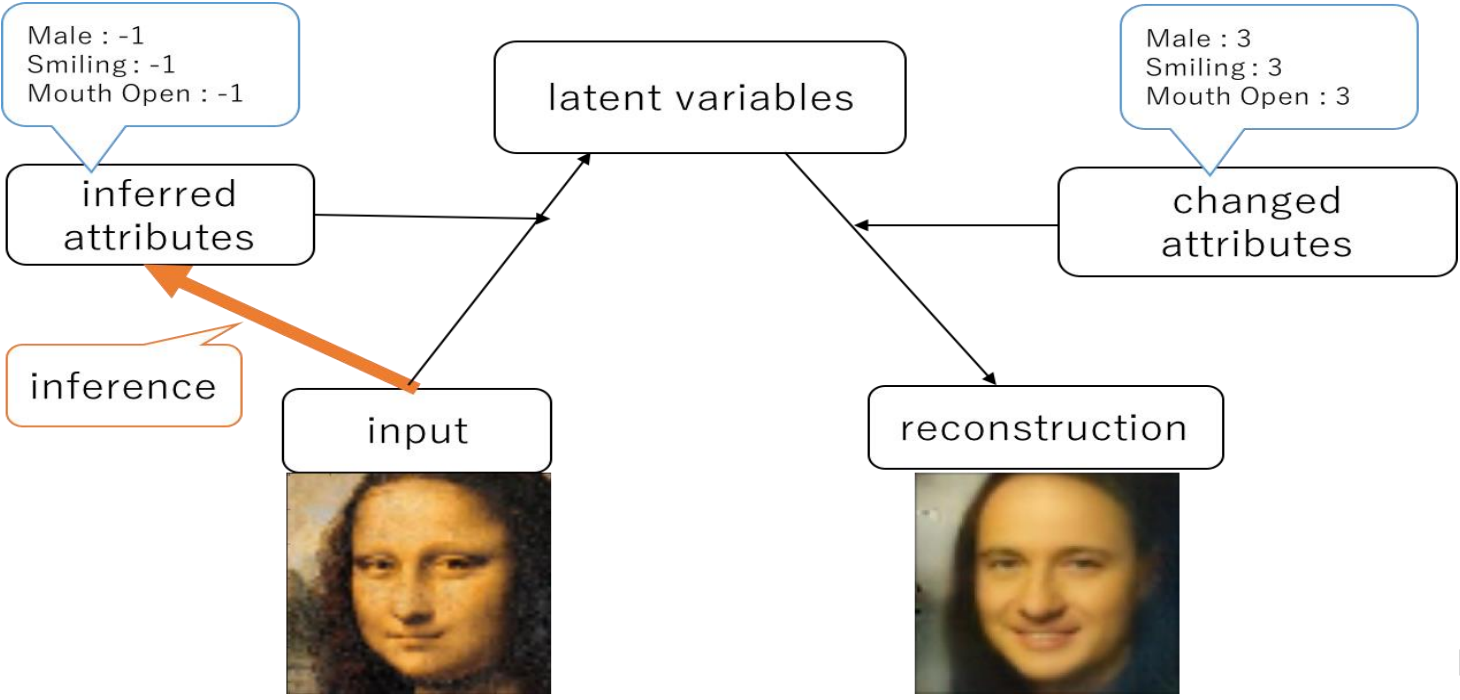 Male : -1
Smiling : -1
Mouth Open : -1
latent variables
Male : 3
Smiling : 3
Mouth Open : 3
inferred
attributes
changed
attributes
inference
input
reconstruction